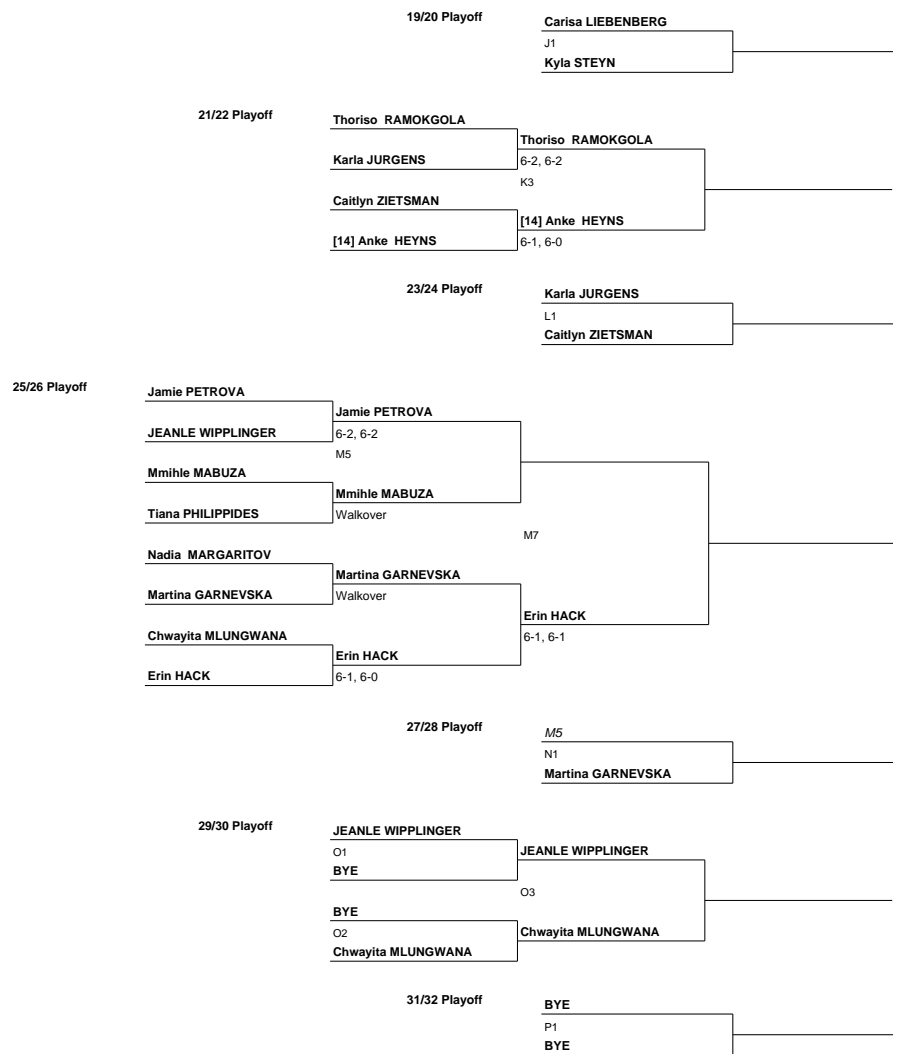 19/20 Playoff
Carisa LIEBENBERG
J1
Kyla STEYN
21/22 Playoff
Thoriso RAMOKGOLA
Thoriso RAMOKGOLA
Karla JURGENS
6-2, 6-2
K3
Caitlyn ZIETSMAN
[14] Anke HEYNS
[14] Anke HEYNS
6-1, 6-0
23/24 Playoff
Karla JURGENS
L1
Caitlyn ZIETSMAN
25/26 Playoff
Jamie PETROVA
Jamie PETROVA
JEANLE WIPPLINGER
6-2, 6-2
M5
Mmihle MABUZA
Mmihle MABUZA
Tiana PHILIPPIDES
Walkover
M7
Nadia MARGARITOV
Martina GARNEVSKA
Martina GARNEVSKA
Walkover
Erin HACK
Chwayita MLUNGWANA
6-1, 6-1
Erin HACK
Erin HACK
6-1, 6-0
27/28 Playoff
M5
N1
Martina GARNEVSKA
29/30 Playoff
JEANLE WIPPLINGER
O1
JEANLE WIPPLINGER
BYE
O3
BYE
O2
Chwayita MLUNGWANA
Chwayita MLUNGWANA
31/32 Playoff
BYE
P1
BYE